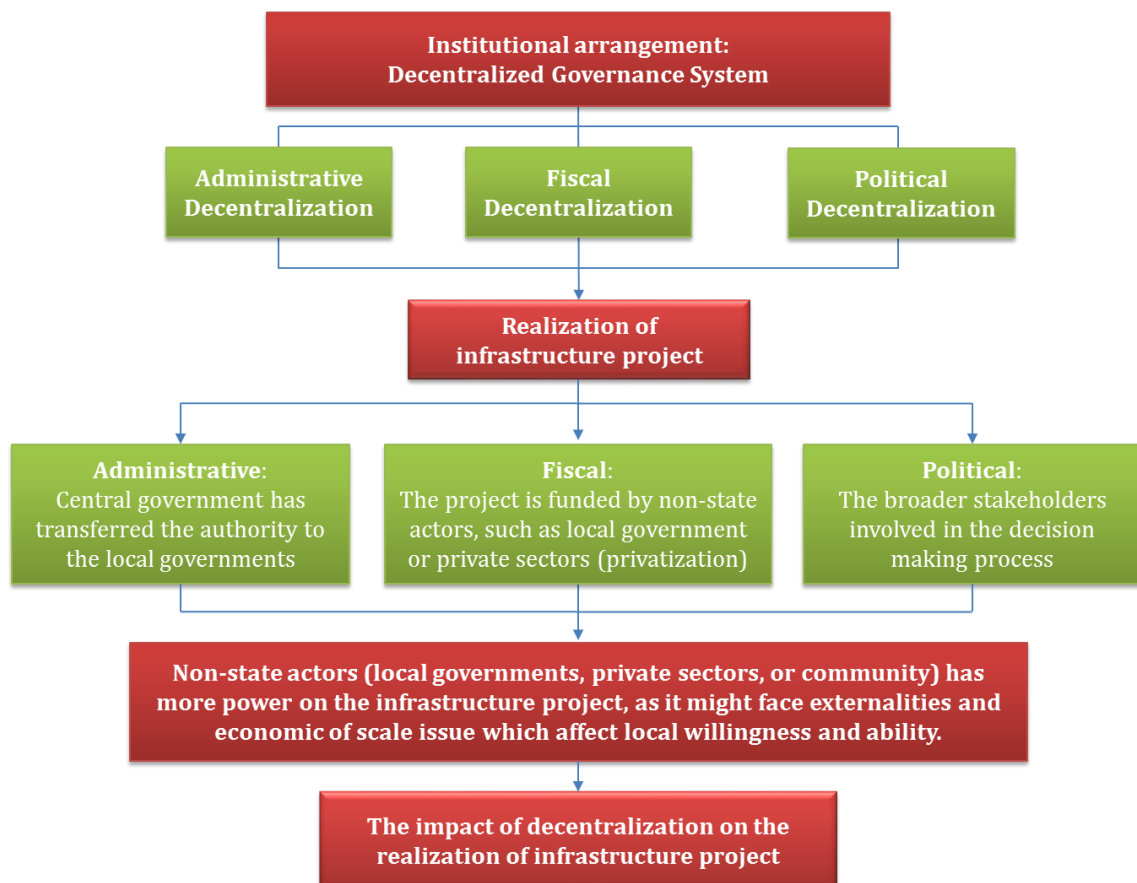 Institutional arrangement:
Decentralized Governance System
Administrative
Decentralization
Fiscal
Decentralization
Political
Decentralization
Realization of
infrastructure project
Administrative:
Central government has
transferred the authority to
the local governments
Fiscal:
The project is funded by non-state
actors, such as local government
or private sectors (privatization)
Political:
The broader stakeholders
involved in the decision
making process
Non-state actors (local governments, private sectors, or community) has
more power on the infrastructure project, as it might face externalities and
economic of scale issue which affect local willingness and ability.
The impact of decentralization on the
realization of infrastructure project